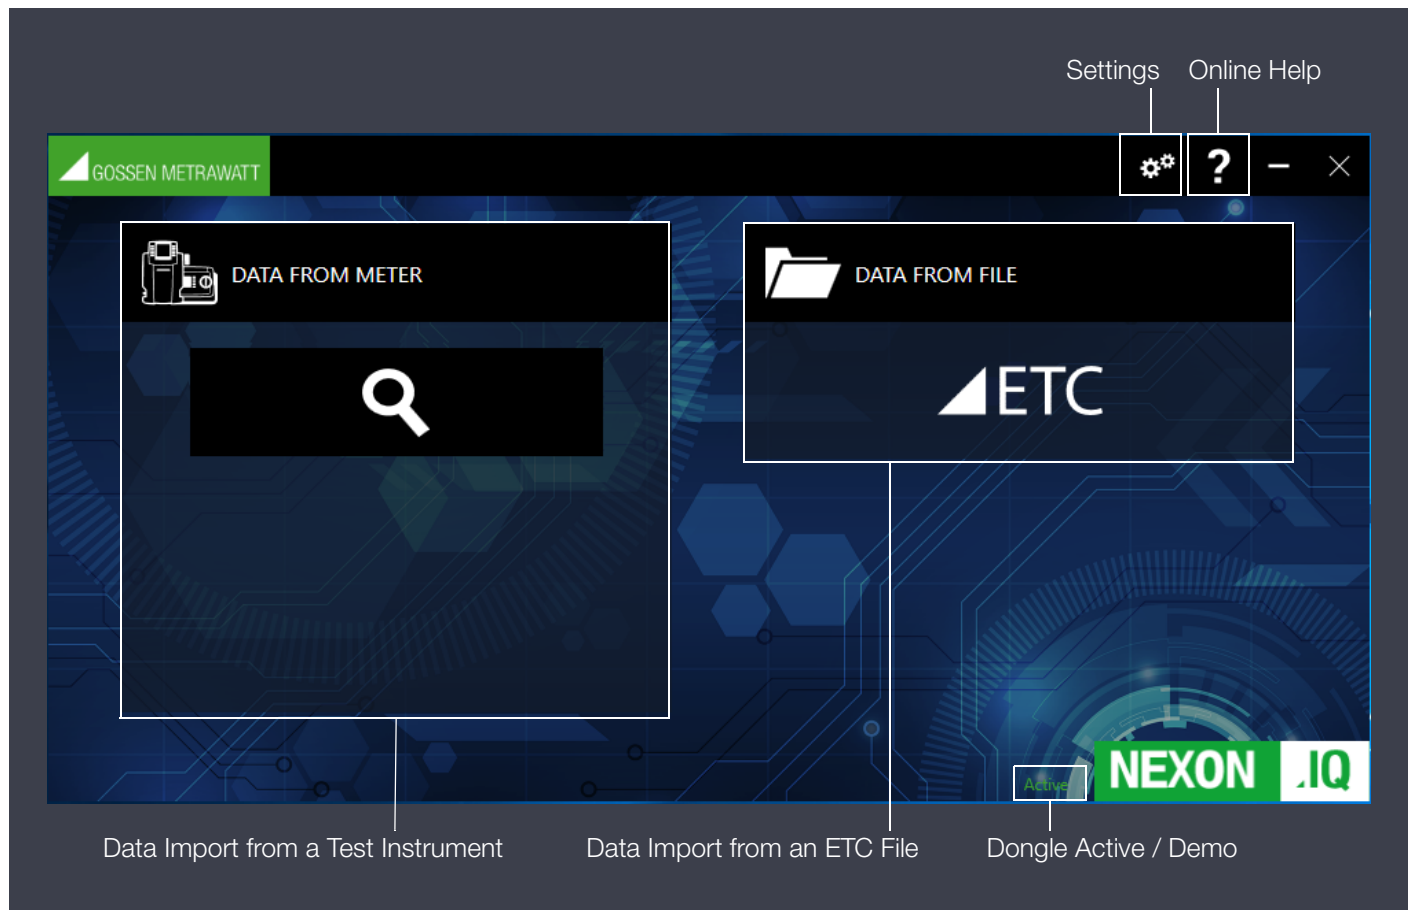 Settings Online Help
GOSSEN METRAWATT
?
DATA FROM METER
DATA FROM FILE
ETC
Active
NEXON .IQ
Data Import from a Test Instrument
Data Import from an ETC File
Dongle Active / Demo